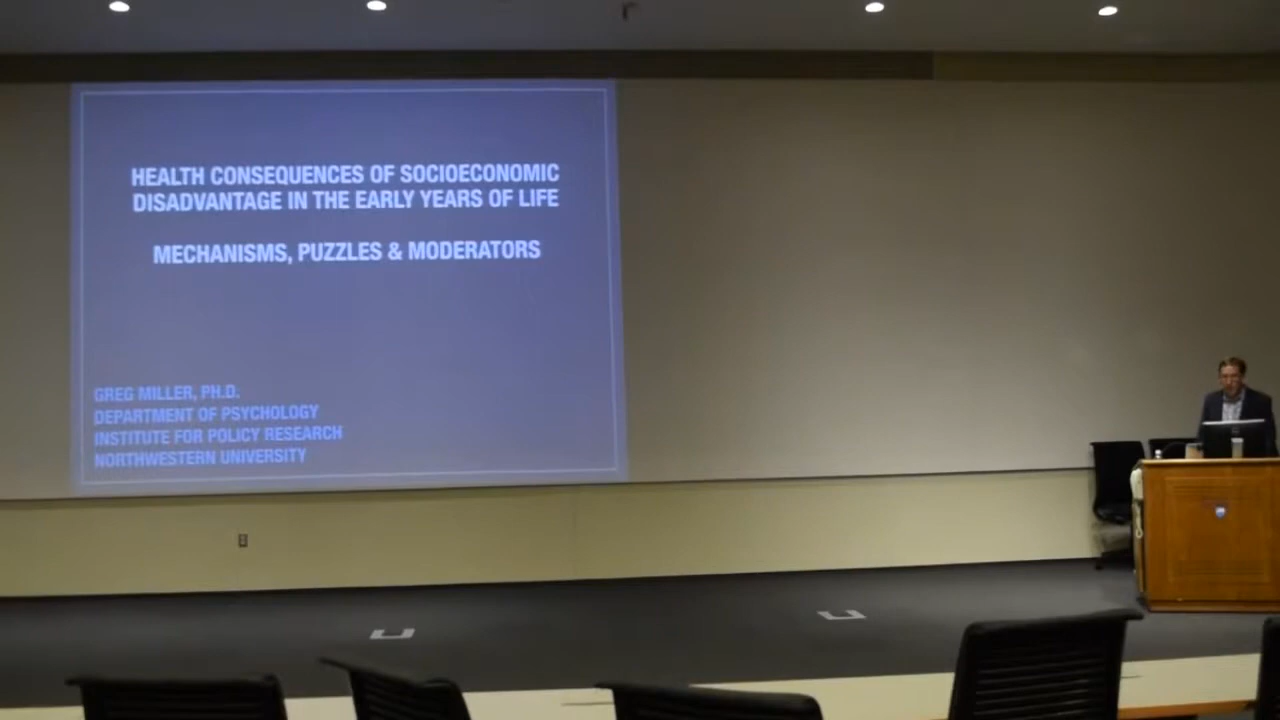 HEALTH CONSEQUENCES OF SOCIOECONOMIC
DISADVANTAGE IN THE EARLY YEARS OF LIFE
MECHANISMS, PUZZLES & MODERATORS
GREG MILLER, PH.D.
DEPARTMENT OF PSYCHOLOGY
INSTITUTE FOR POLICY RESEARCH
NORTHWESTERN UNIVERSITY